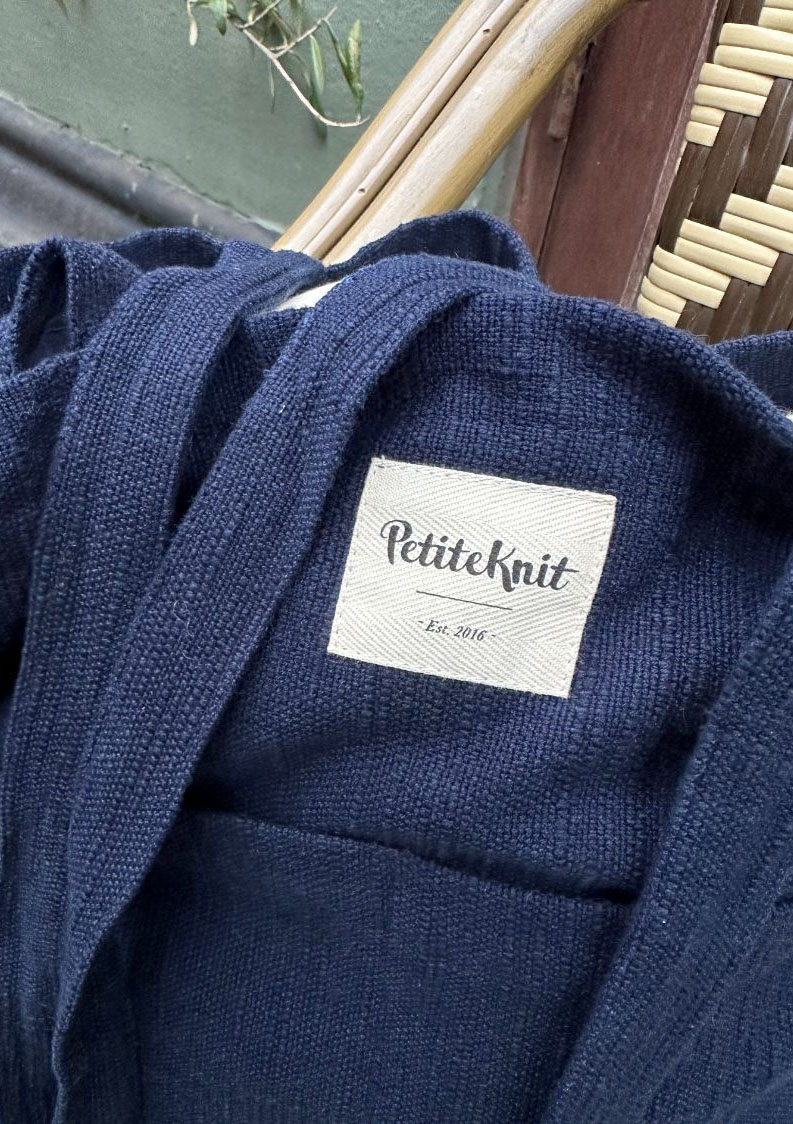 PetiteKnit
- Est. 2016 -